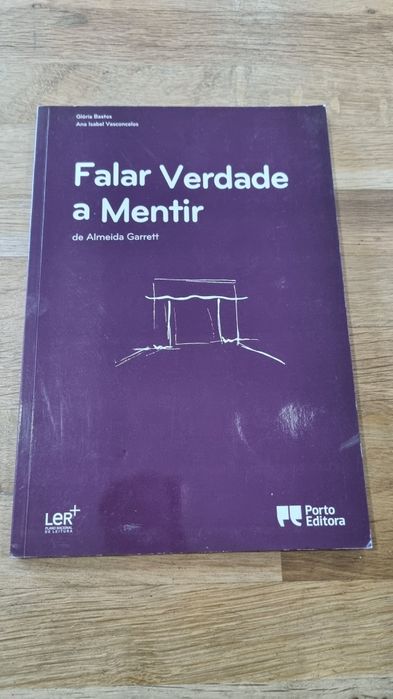 Glória Bastos
Ana Isabel Vasconcelos
Falar Verdade
a Mentir
de Almeida Garrett
LER+
PLANO NACIONAL
DE LEITURA
Porto
Editora